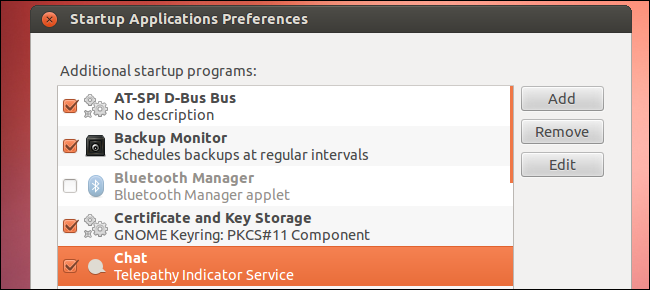 Startup Applications Preferences
Additional startup programs:
AT-SPI D-Bus Bus
No description
Backup Monitor
Schedules backups at regular intervals
Bluetooth Manager
Bluetooth Manager applet
Certificate and Key Storage
GNOME Keyring: PKCS#11 Component
Chat
Telepathy Indicator Service
Add
Remove
Edit